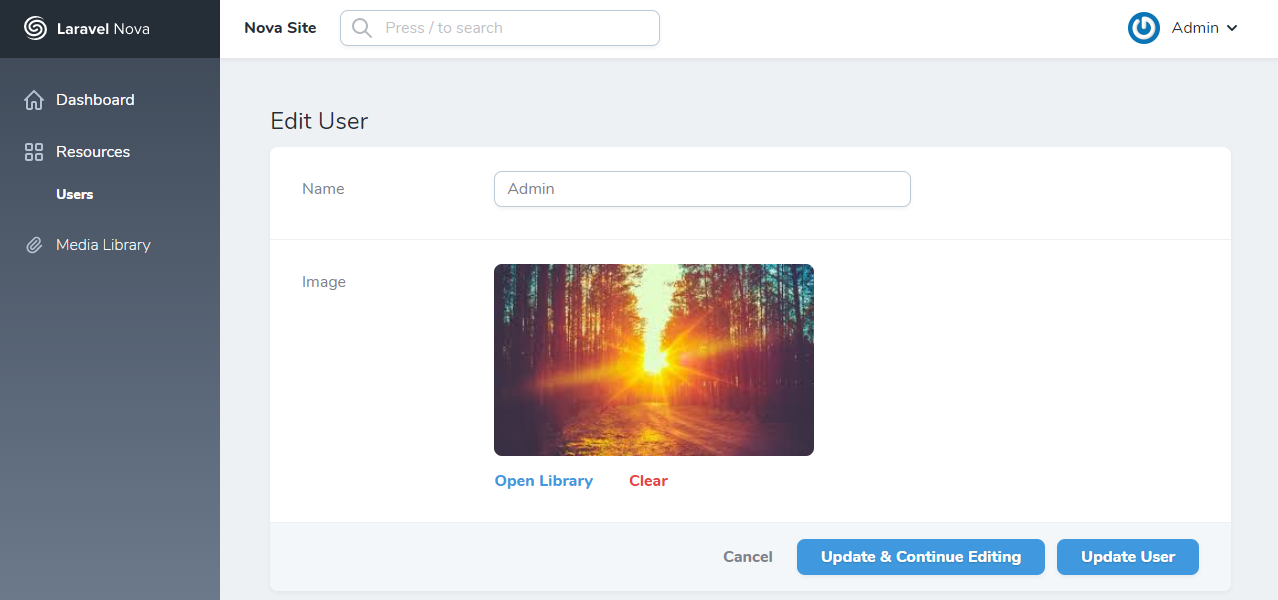 Laravel Nova
Nova Site
Press / to search
Admin
Dashboard
Resources
Users
Media Library
Edit User
Name
Admin
Image
Open Library
Clear
Cancel
Update & Continue Editing
Update User